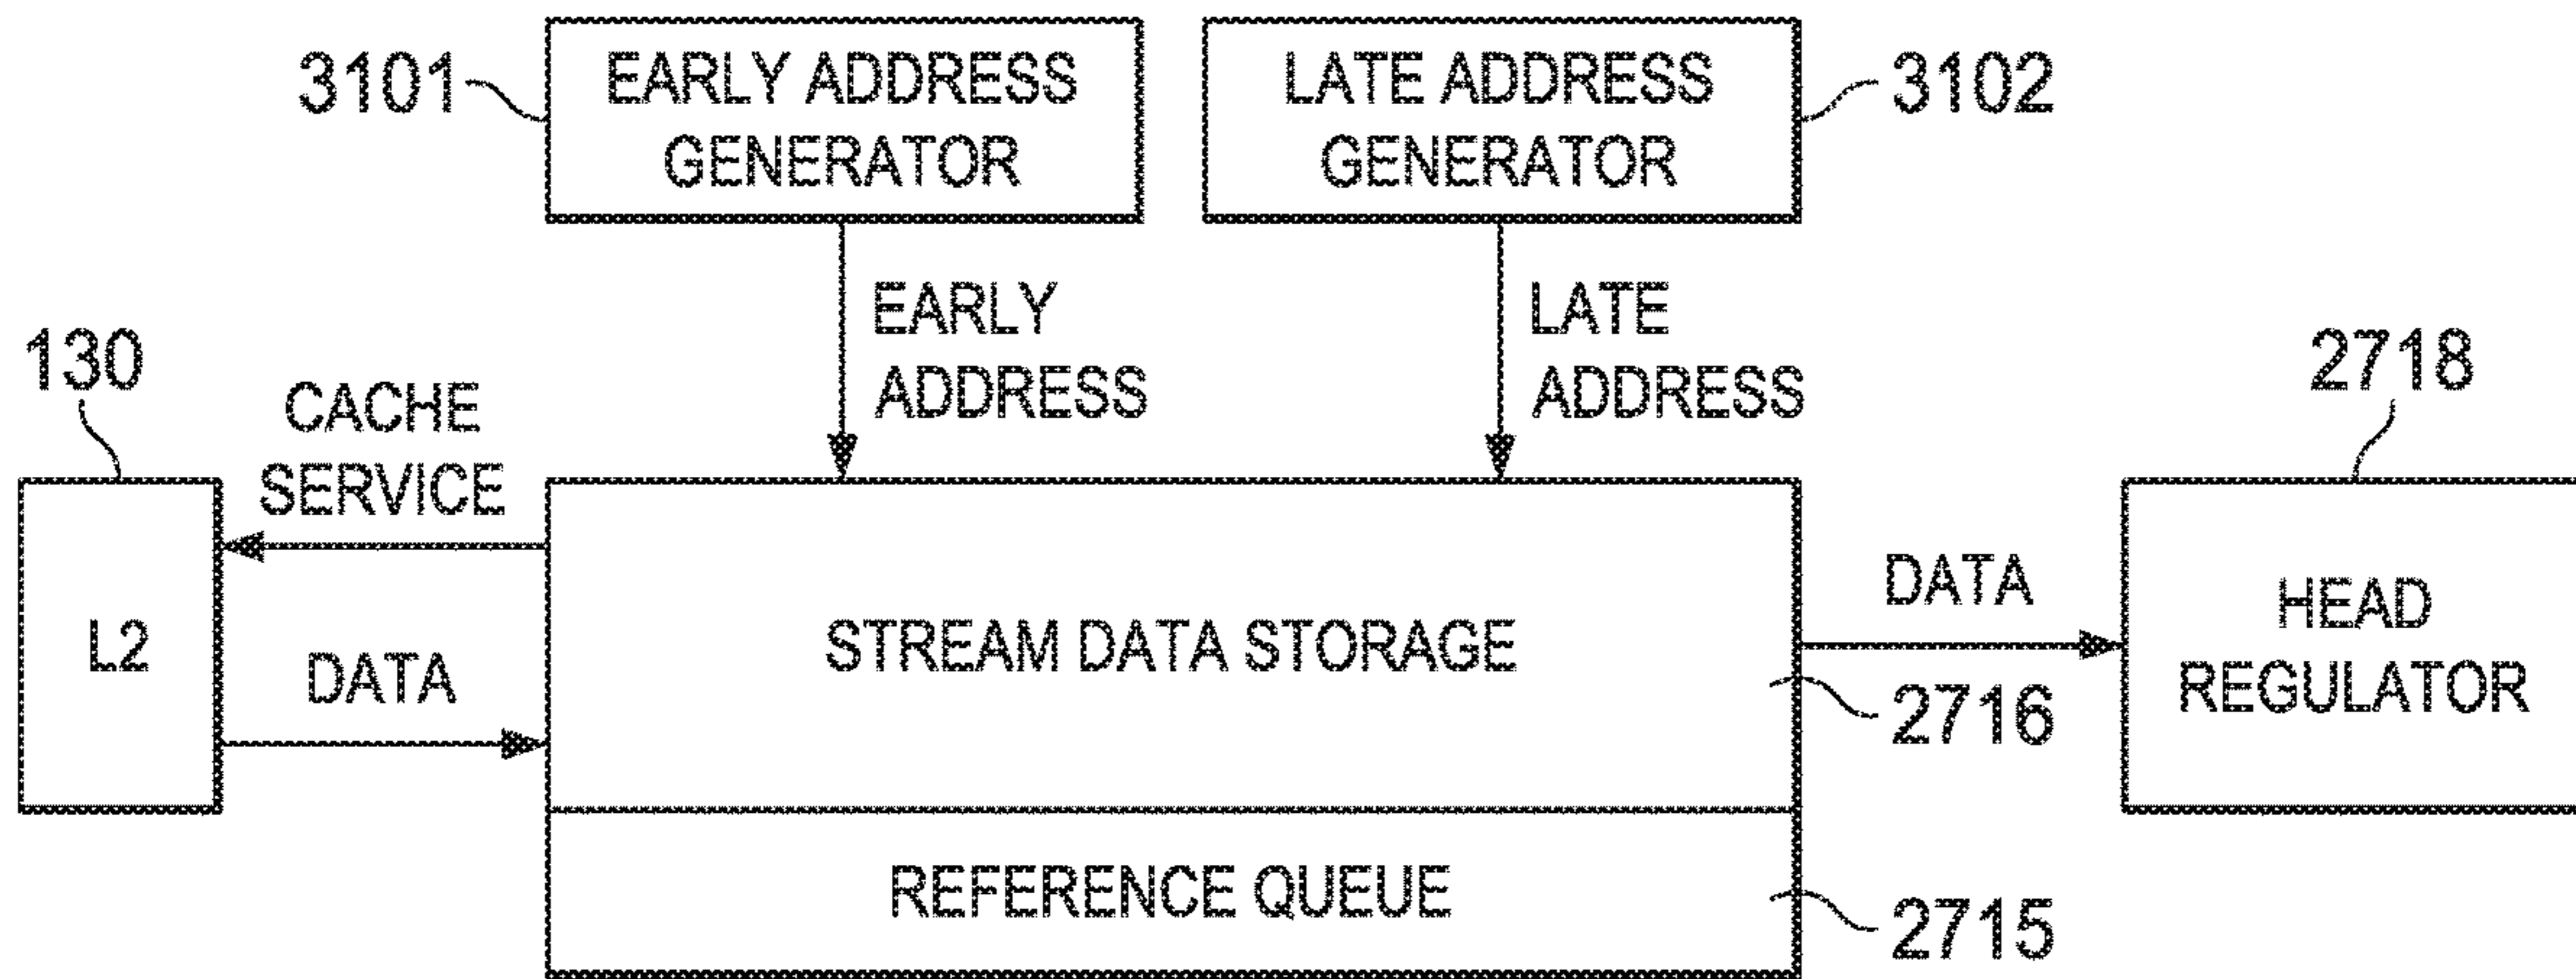 3101
EARLY ADDRESS
GENERATOR
LATE ADDRESS
GENERATOR
3102
EARLY
ADDRESS
LATE
ADDRESS
130
CACHE
SERVICE
2718
L2
DATA
STREAM DATA STORAGE
2716
DATA
HEAD
REGULATOR
REFERENCE QUEUE
2715